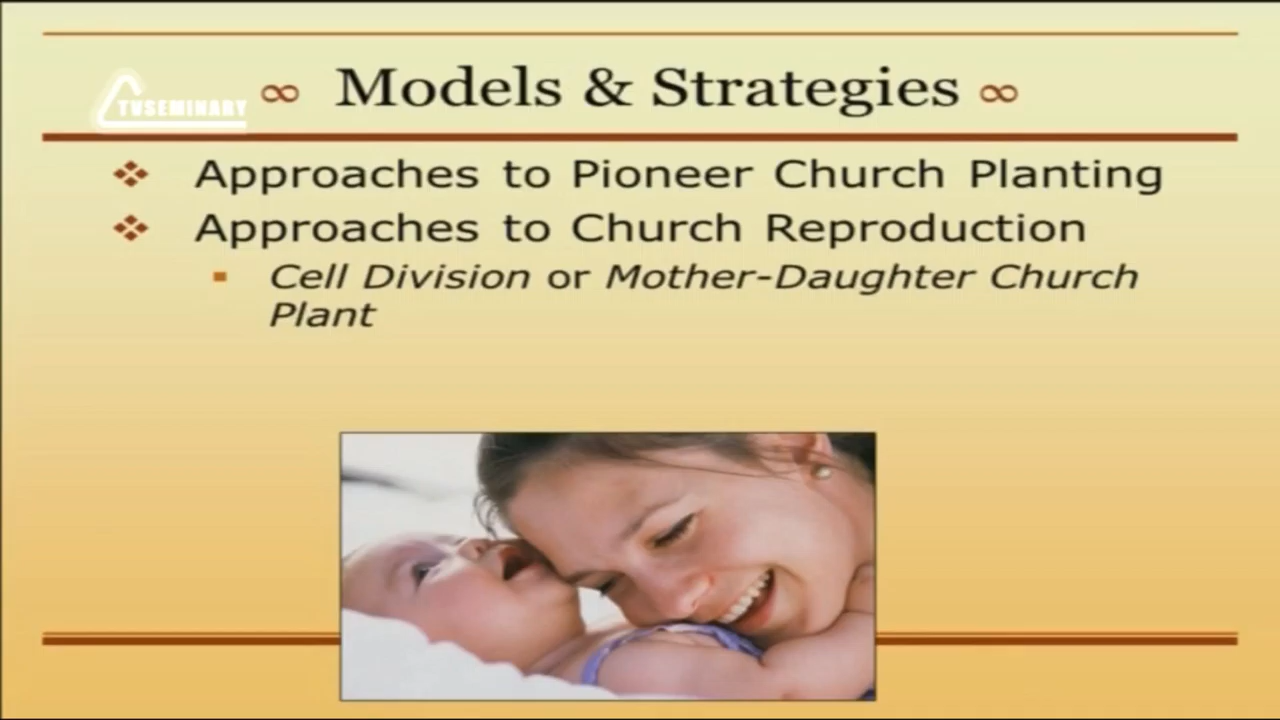 TVSEMINARY
∞ Models & Strategies ∞
Approaches to Pioneer Church Planting
Approaches to Church Reproduction
Cell Division or Mother-Daughter Church
Plant